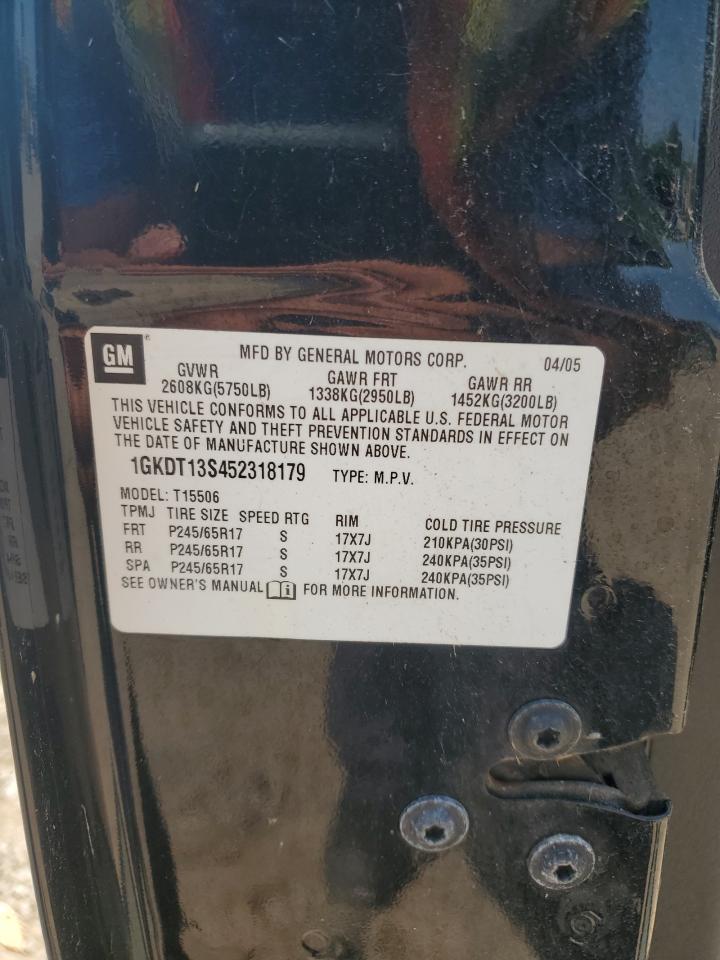 GM
MFD BY GENERAL MOTORS CORP. 04/05
GVWR GAWR FRT GAWR RR
2608KG(5750LB) 1338KG(2950LB) 1452KG(3200LB)
THIS VEHICLE CONFORMS TO ALL APPLICABLE U.S. FEDERAL MOTOR
VEHICLE SAFETY AND THEFT PREVENTION STANDARDS IN EFFECT ON
THE DATE OF MANUFACTURE SHOWN ABOVE.
1GKDT13S452318179 TYPE: M.P.V.
MODEL: T15506
TPMJ TIRE SIZE SPEED RTG RIM COLD TIRE PRESSURE
FRT P245/65R17 S 17X7J 210KPA(30PSI)
RR P245/65R17 S 17X7J 240KPA(35PSI)
SPA P245/65R17 S 17X7J 240KPA(35PSI)
SEE OWNER'S MANUAL i FOR MORE INFORMATION.